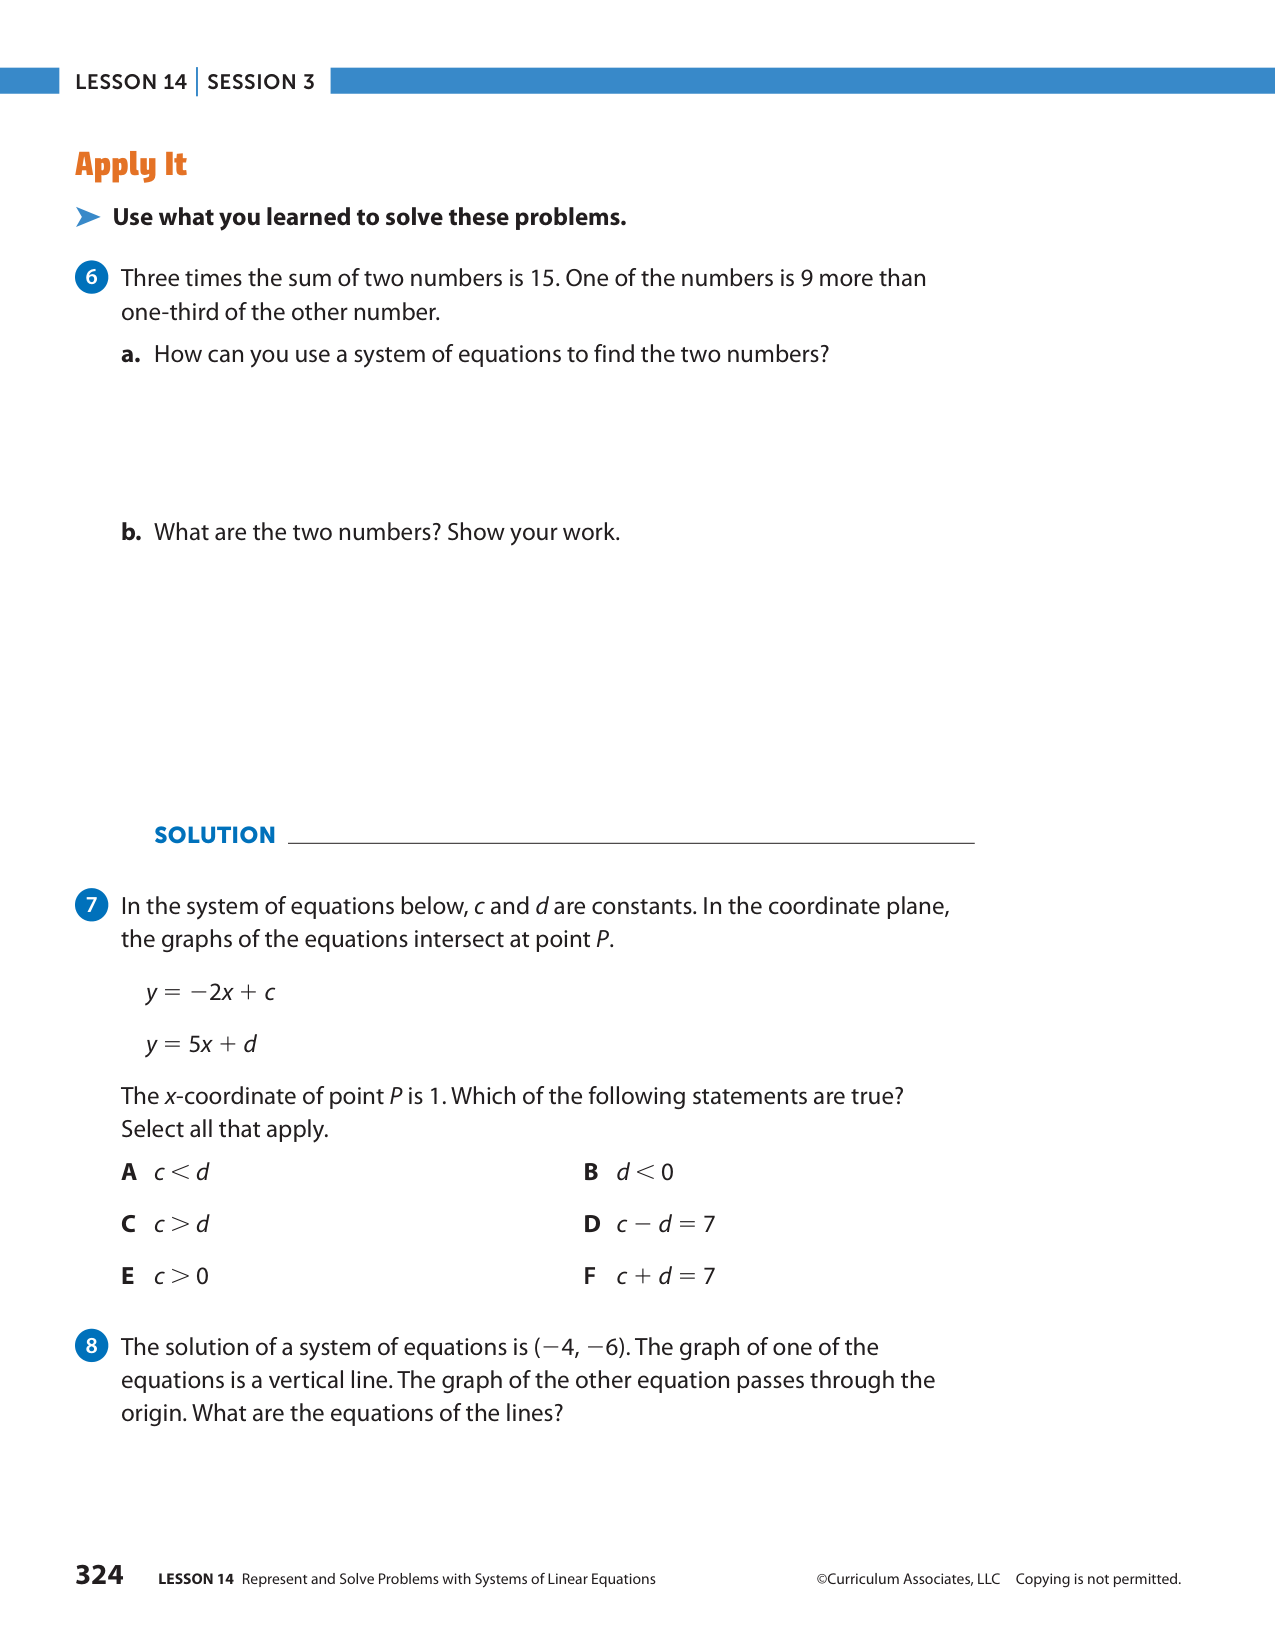 LESSON 14 | SESSION 3
Apply It
➤ Use what you learned to solve these problems.
6 Three times the sum of two numbers is 15. One of the numbers is 9 more than
one-third of the other number.
a. How can you use a system of equations to find the two numbers?
b. What are the two numbers? Show your work.
SOLUTION
7 In the system of equations below, c and d are constants. In the coordinate plane,
the graphs of the equations intersect at point P.
y = −2x + c
y = 5x + d
The x-coordinate of point P is 1. Which of the following statements are true?
Select all that apply.
A c < d B d < 0
C c > d D c − d = 7
E c > 0 F c + d = 7
8 The solution of a system of equations is (−4, −6). The graph of one of the
equations is a vertical line. The graph of the other equation passes through the
origin. What are the equations of the lines?
324 LESSON 14 Represent and Solve Problems with Systems of Linear Equations ©Curriculum Associates, LLC Copying is not permitted.